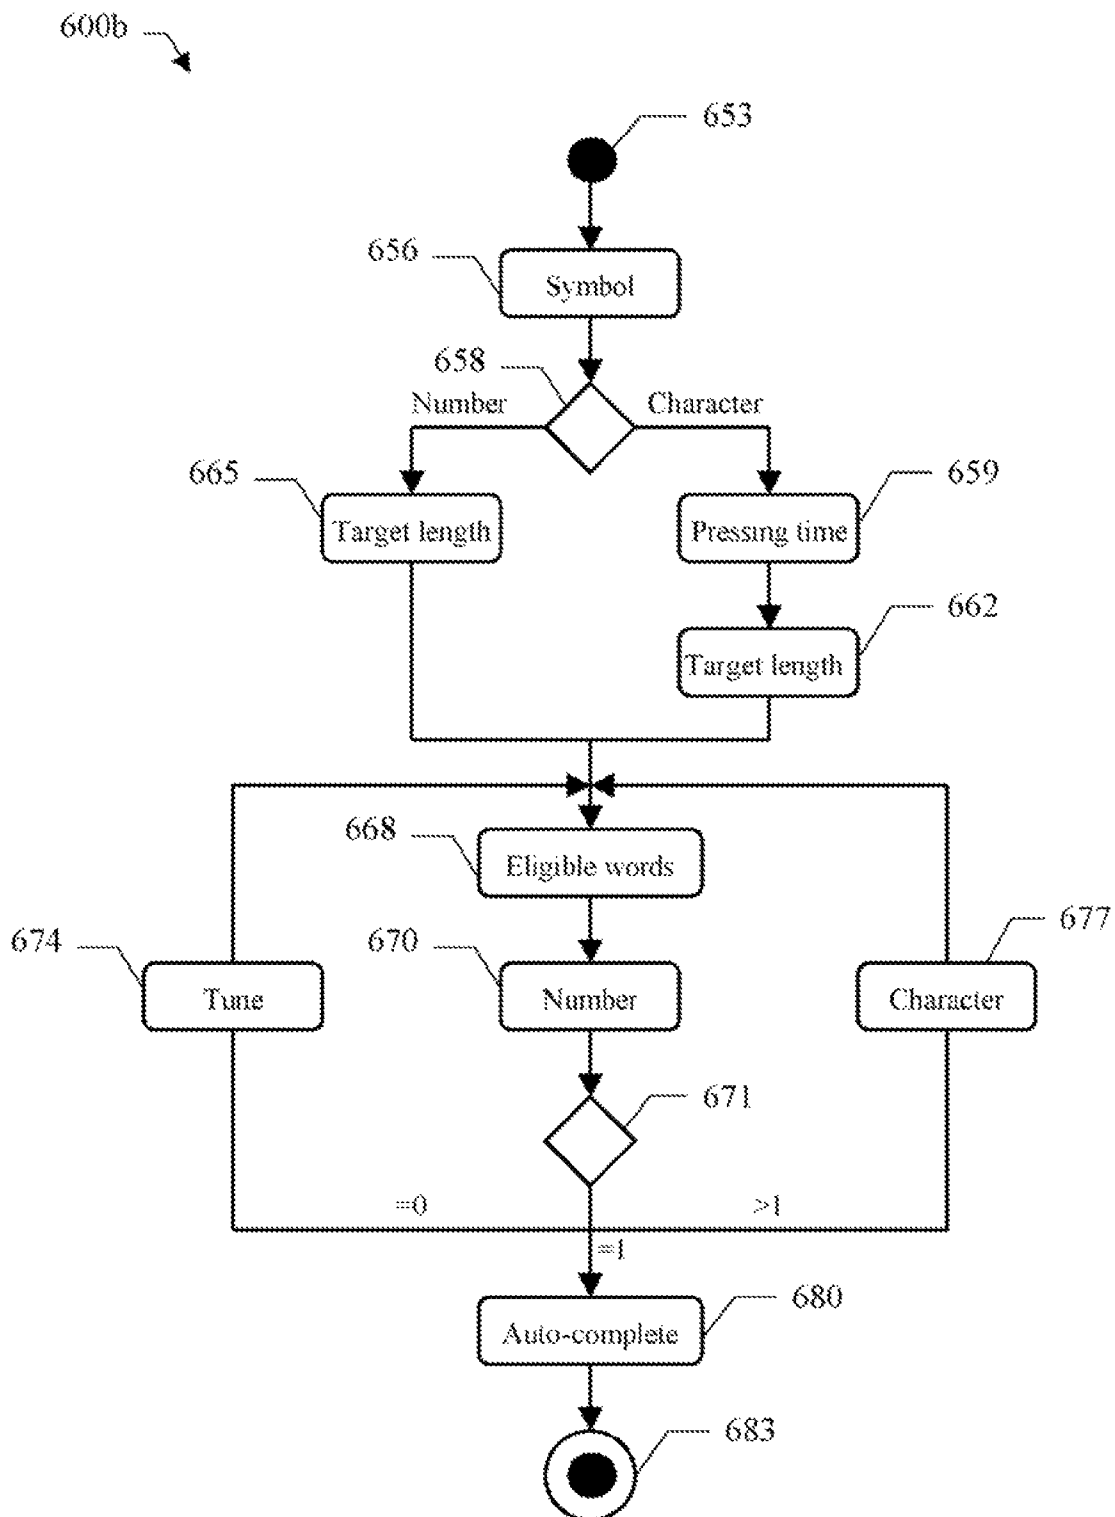 600b
653
656
Symbol
658
Number
Character
665
659
Target length
Pressing time
662
Target length
668
Eligible words
674
670
677
Tune
Number
Character
671
=0
>1
=1
680
Auto-complete
683